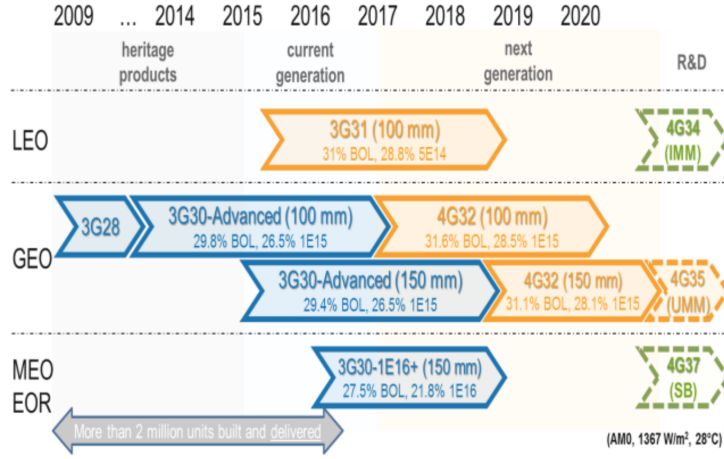 2009 ... 2014 2015 2016 2017 2018 2019 2020
heritage
products
current
generation
next
generation
R&D
LEO
3G31 (100 mm)
31% BOL, 28.8% 5E14
4G34
(IMM)
GEO
3G28
3G30-Advanced (100 mm)
29.8% BOL, 26.5% 1E15
4G32 (100 mm)
31.6% BOL, 28.5% 1E15
3G30-Advanced (150 mm)
29.4% BOL, 26.5% 1E15
4G32 (150 mm)
31.1% BOL, 28.1% 1E15
4G35
(UMM)
MEO
EOR
3G30-1E16+ (150 mm)
27.5% BOL, 21.8% 1E16
4G37
(SB)
More than 2 million units built and delivered
(AM0, 1367 W/m², 28°C)